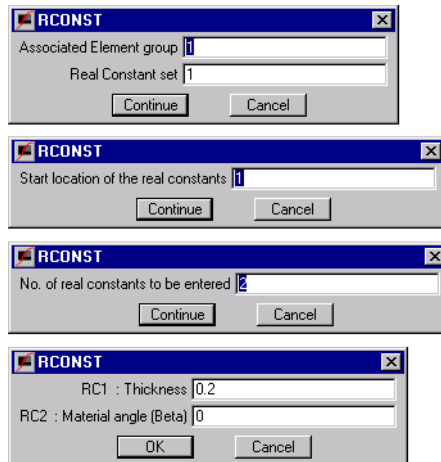 RCONST
Associated Element group 1
Real Constant set 1
Continue Cancel
RCONST
Start location of the real constants 1
Continue Cancel
RCONST
No. of real constants to be entered 2
Continue Cancel
RCONST
RC1 : Thickness 0.2
RC2 : Material angle (Beta) 0
OK Cancel